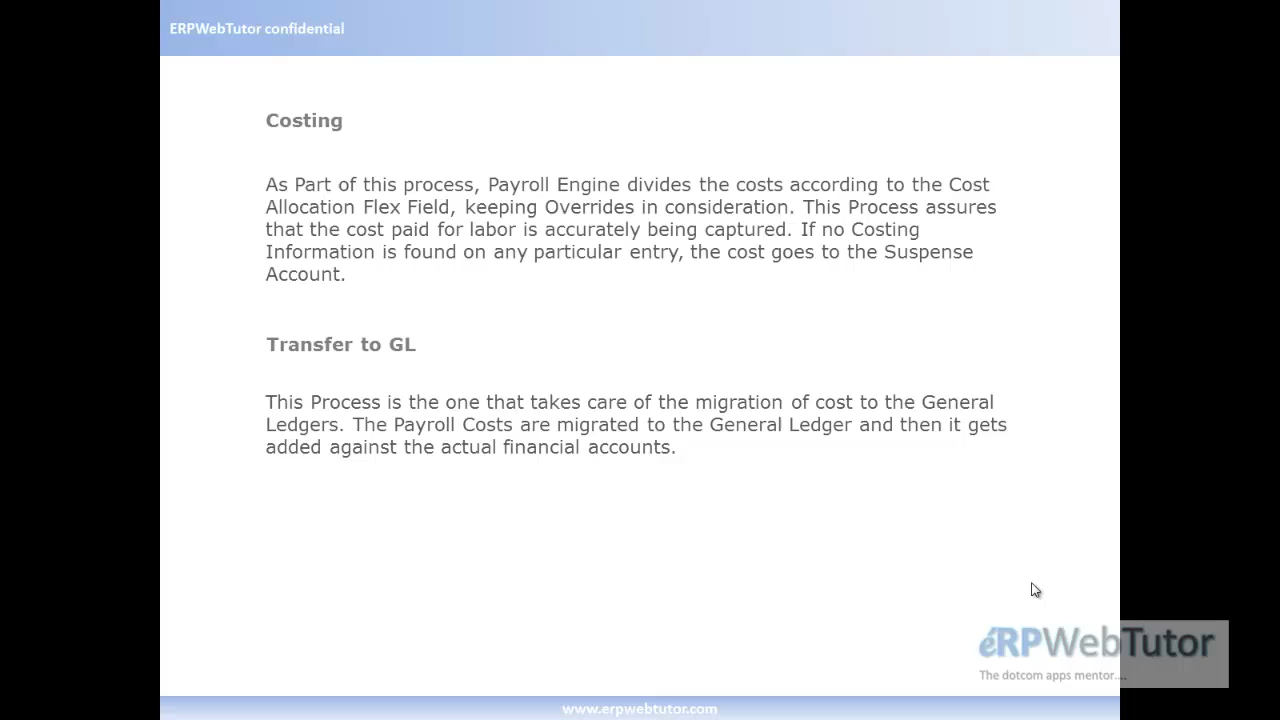 ERPWebTutor confidential
Costing
As Part of this process, Payroll Engine divides the costs according to the Cost
Allocation Flex Field, keeping Overrides in consideration. This Process assures
that the cost paid for labor is accurately being captured. If no Costing
Information is found on any particular entry, the cost goes to the Suspense
Account.
Transfer to GL
This Process is the one that takes care of the migration of cost to the General
Ledgers. The Payroll Costs are migrated to the General Ledger and then it gets
added against the actual financial accounts.
éRPWebTutor
The dotcom apps mentor....
www.erpwebtutor.com